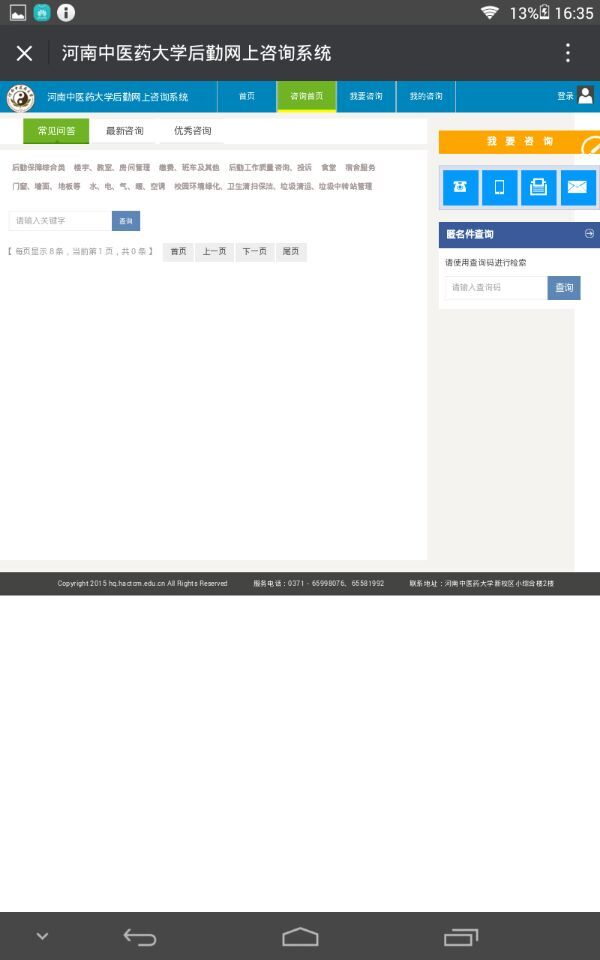 13% 16:35
河南中医药大学后勤网上咨询系统
河南中医药大学后勤网上咨询系统 首页 咨询首页 我要咨询 我的咨询 登录
常见问答 最新咨询 优秀咨询
我要咨询
后勤保障综合类 楼宇、教室、房间管理 缴费、班车及其他 后勤工作质量咨询、投诉 食堂 宿舍服务
门窗、墙面、地板等 水、电、气、暖、空调 校园环境绿化、卫生清扫保洁、垃圾清运、垃圾中转站管理
请输入关键字 查询
【 每页显示 8 条，当前第 1 页，共 0 条 】 首页 上一页 下一页 尾页
匿名件查询
请使用查询码进行检索
请输入查询码 查询
Copyright 2015 hq.hactcm.edu.cn All Rights Reserved 服务电话：0371 - 65998076、65581992 联系地址：河南中医药大学新校区小综合楼2楼